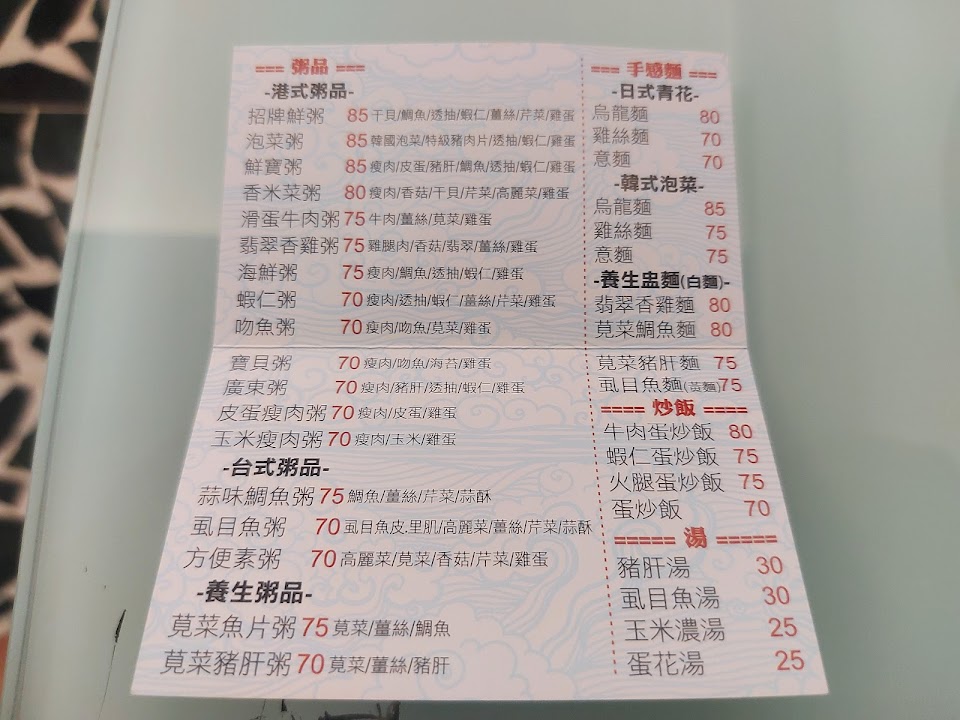 === 粥品 ===
-港式粥品-
招牌鮮粥 85 干貝/鯛魚/透抽/蝦仁/薑絲/芹菜/雞蛋
泡菜粥 85 韓國泡菜/特級豬肉片/透抽/蝦仁/雞蛋
鮮寶粥 85 瘦肉/皮蛋/豬肝/鯛魚/透抽/蝦仁/雞蛋
香米菜粥 80 瘦肉/香菇/干貝/芹菜/高麗菜/雞蛋
滑蛋牛肉粥 75 牛肉/薑絲/莧菜/雞蛋
翡翠香雞粥 75 雞腿肉/香菇/翡翠/薑絲/雞蛋
海鮮粥 75 瘦肉/鯛魚/透抽/蝦仁/雞蛋
蝦仁粥 70 瘦肉/透抽/蝦仁/薑絲/芹菜/雞蛋
吻魚粥 70 瘦肉/吻魚/莧菜/雞蛋
寶貝粥 70 瘦肉/吻魚/海苔/雞蛋
廣東粥 70 瘦肉/豬肝/透抽/蝦仁/雞蛋
皮蛋瘦肉粥 70 瘦肉/皮蛋/雞蛋
玉米瘦肉粥 70 瘦肉/玉米/雞蛋
-台式粥品-
蒜味鯛魚粥 75 鯛魚/薑絲/芹菜/蒜酥
虱目魚粥 70 虱目魚皮.里肌/高麗菜/薑絲/芹菜/蒜酥
方便素粥 70 高麗菜/莧菜/香菇/芹菜/雞蛋
-養生粥品-
莧菜魚片粥 75 莧菜/薑絲/鯛魚
莧菜豬肝粥 70 莧菜/薑絲/豬肝
=== 手感麵 ===
-日式青花-
烏龍麵 80
雞絲麵 70
意麵 70
-韓式泡菜-
烏龍麵 85
雞絲麵 75
意麵 75
-養生盅麵(白麵)-
翡翠香雞麵 80
莧菜鯛魚麵 80
莧菜豬肝麵 75
虱目魚麵(黃麵)75
==== 炒飯 ====
牛肉蛋炒飯 80
蝦仁蛋炒飯 75
火腿蛋炒飯 75
蛋炒飯 70
===== 湯 =====
豬肝湯 30
虱目魚湯 30
玉米濃湯 25
蛋花湯 25